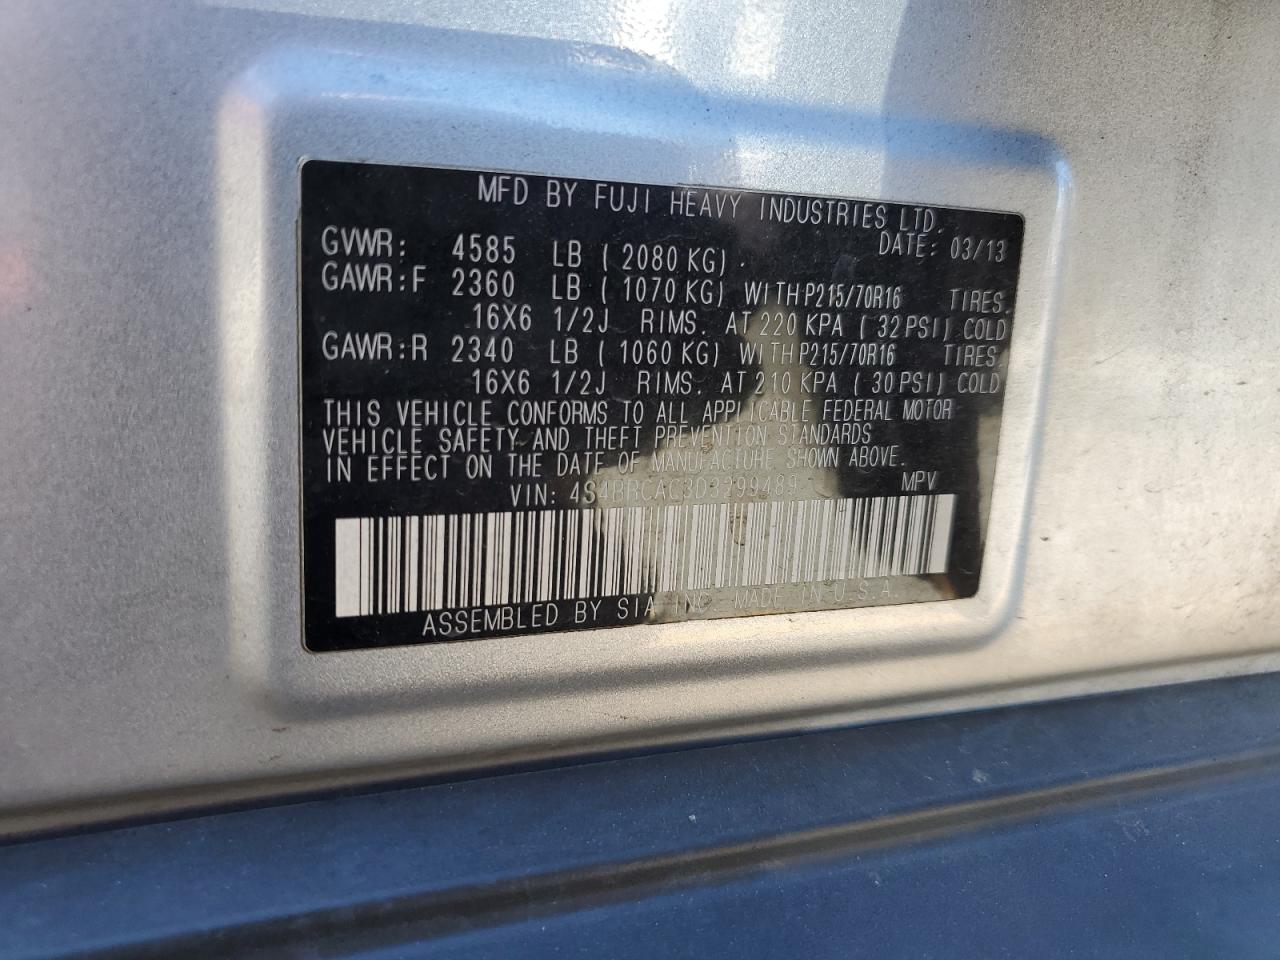 MFD BY FUJI HEAVY INDUSTRIES LTD.
DATE: 03/13
GVWR: 4585 LB ( 2080 KG)
GAWR:F 2360 LB ( 1070 KG) WITH P215/70R16 TIRES,
16X6 1/2J RIMS, AT 220 KPA ( 32 PSI) COLD
GAWR:R 2340 LB ( 1060 KG) WITH P215/70R16 TIRES,
16X6 1/2J RIMS, AT 210 KPA ( 30 PSI) COLD
THIS VEHICLE CONFORMS TO ALL APPLICABLE FEDERAL MOTOR
VEHICLE SAFETY AND THEFT PREVENTION STANDARDS
IN EFFECT ON THE DATE OF MANUFACTURE SHOWN ABOVE.
VIN: 4S4BRCAC3D3299489 MPV
ASSEMBLED BY SIA INC. MADE IN U.S.A.